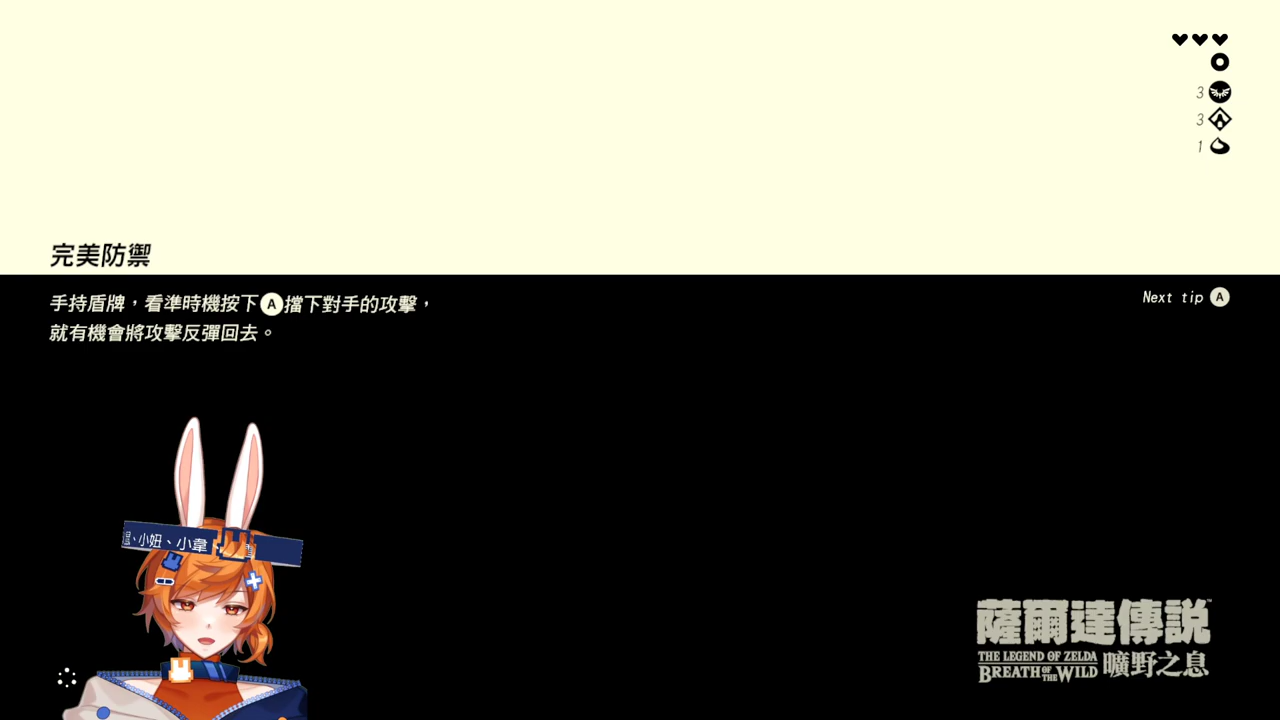 3
3
1
完美防禦
手持盾牌，看準時機按下A擋下對手的攻擊，
就有機會將攻擊反彈回去。
Next tip A
、小妞、小韋
薩爾達傳說™
THE LEGEND OF ZELDA
BREATH OF THE WILD 曠野之息